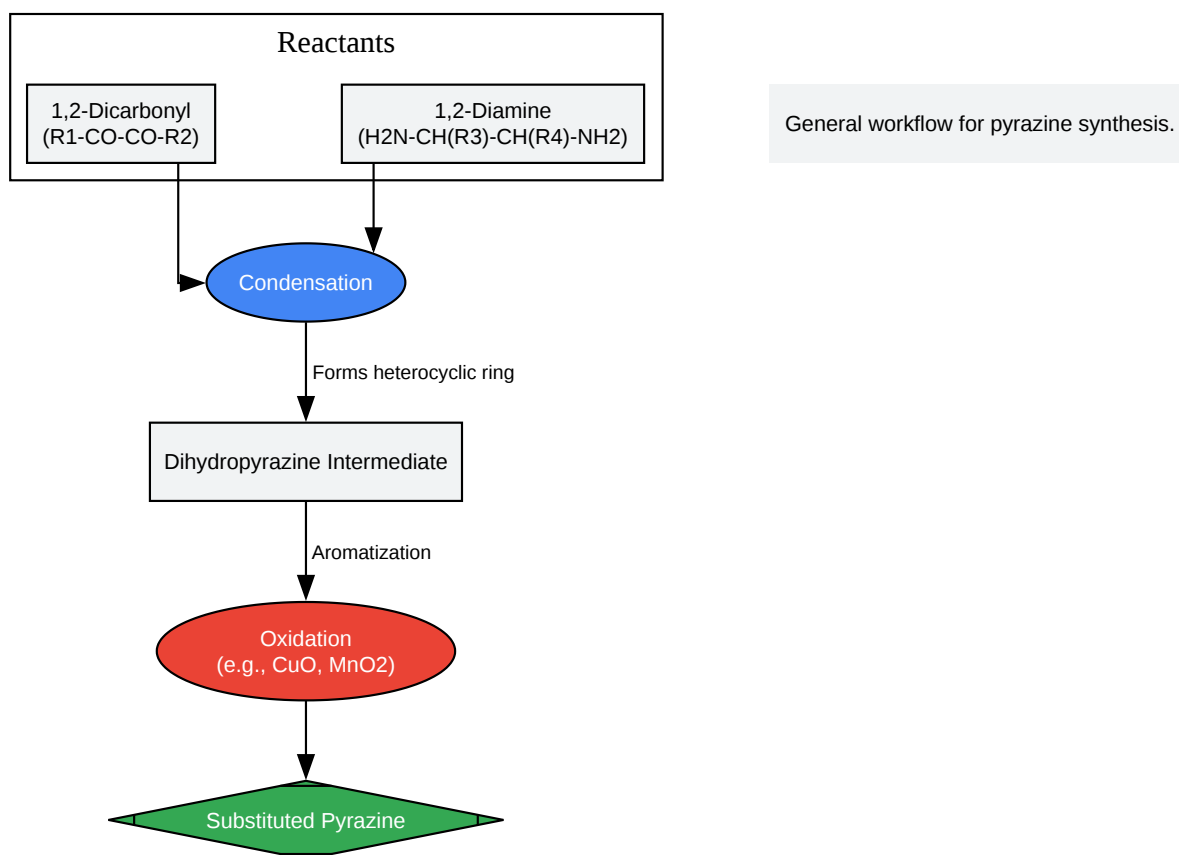 Reactants
1,2-Dicarbonyl
(R1-CO-CO-R2)
1,2-Diamine
(H2N-CH(R3)-CH(R4)-NH2)
General workflow for pyrazine synthesis.
Condensation
Forms heterocyclic ring
Dihydropyrazine Intermediate
Aromatization
Oxidation
(e.g., CuO, MnO2)
Substituted Pyrazine